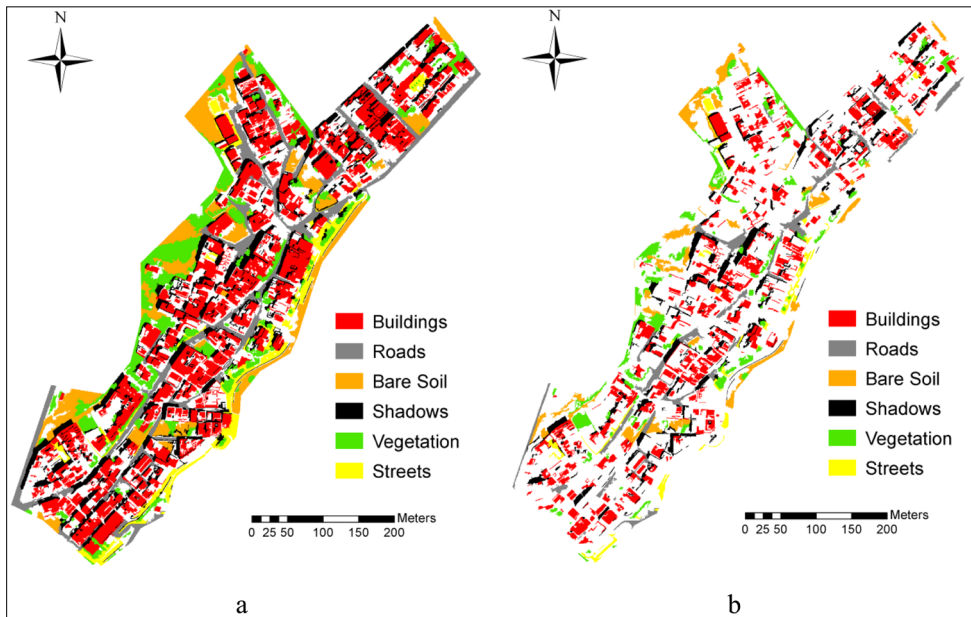 N
Buildings
Roads
Bare Soil
Shadows
Vegetation
Streets
Meters
0 25 50 100 150 200
a
N
Buildings
Roads
Bare Soil
Shadows
Vegetation
Streets
Meters
0 25 50 100 150 200
b